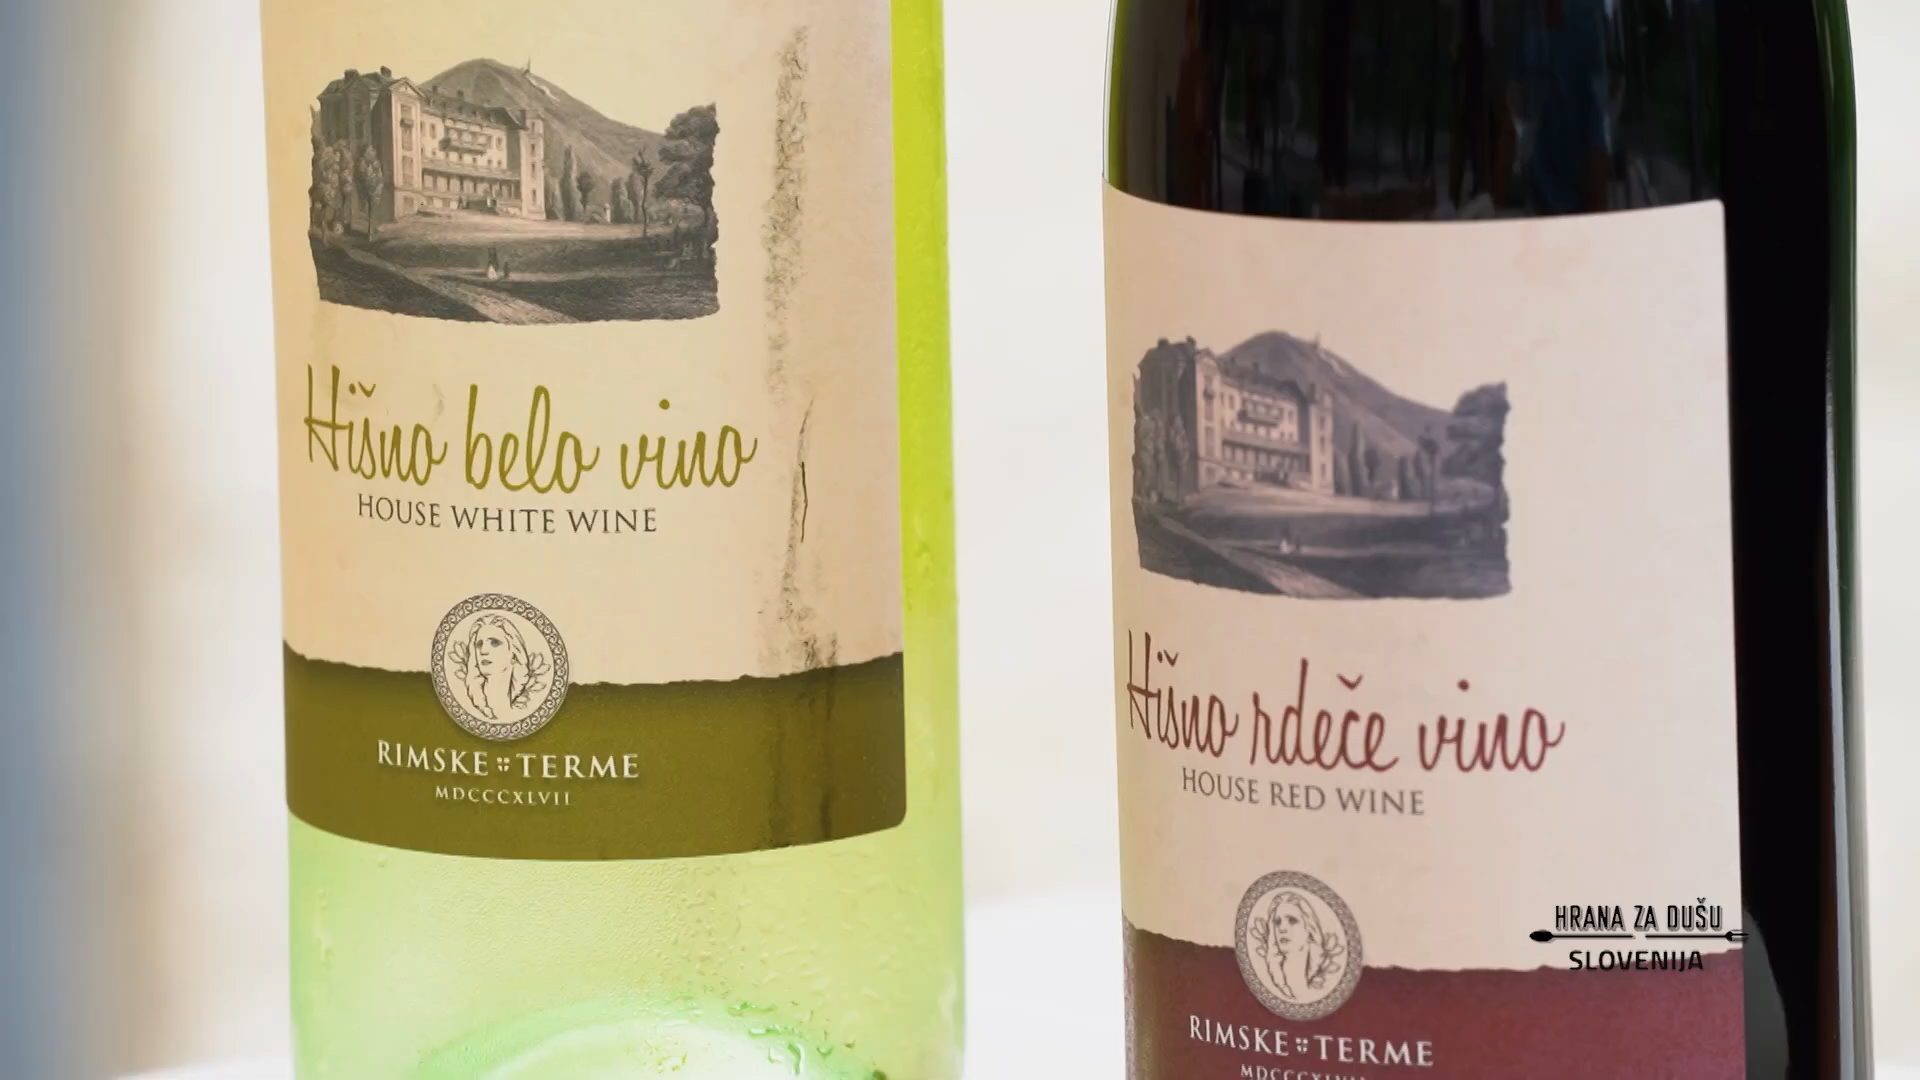 Hišno belo vino
HOUSE WHITE WINE
RIMSKE TERME
MDCCCXLVII
Hišno rdeče vino
HOUSE RED WINE
RIMSKE TERME
HRANA ZA DUŠU
SLOVENIJA